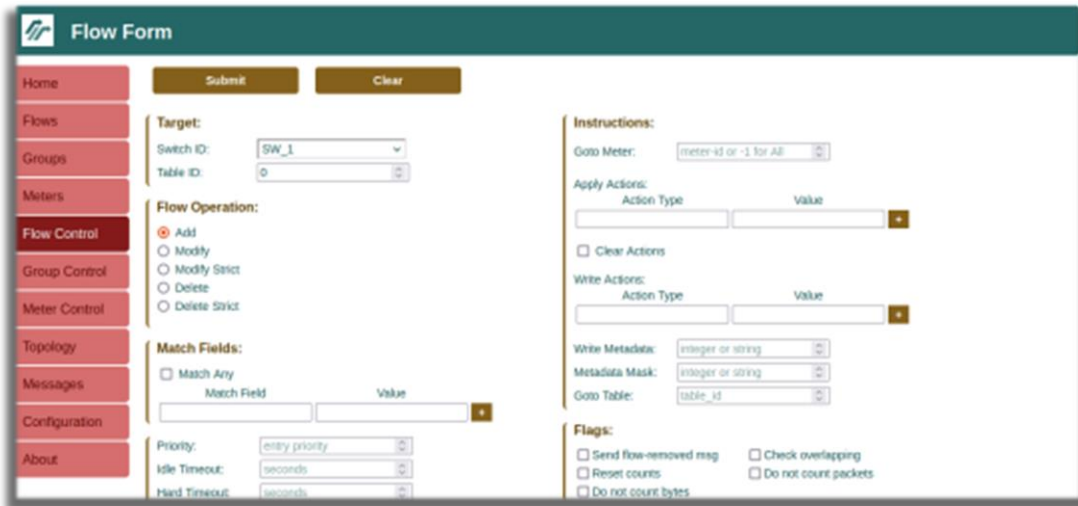 Flow Form
Home
Flows
Groups
Meters
Flow Control
Group Control
Meter Control
Topology
Messages
Configuration
About
Submit Clear
Target:
Switch ID: SW_1
Table ID: 0
Flow Operation:
Add
Modify
Modify Strict
Delete
Delete Strict
Match Fields:
Match Any
Match Field Value
+
Priority: entry priority
Idle Timeout: seconds
Hard Timeout: seconds
Instructions:
Goto Meter: meter-id or -1 for All
Apply Actions:
Action Type Value
+
Clear Actions
Write Actions:
Action Type Value
+
Write Metadata: integer or string
Metadata Mask: integer or string
Goto Table: table_id
Flags:
Send flow-removed msg Check overlapping
Reset counts Do not count packets
Do not count bytes